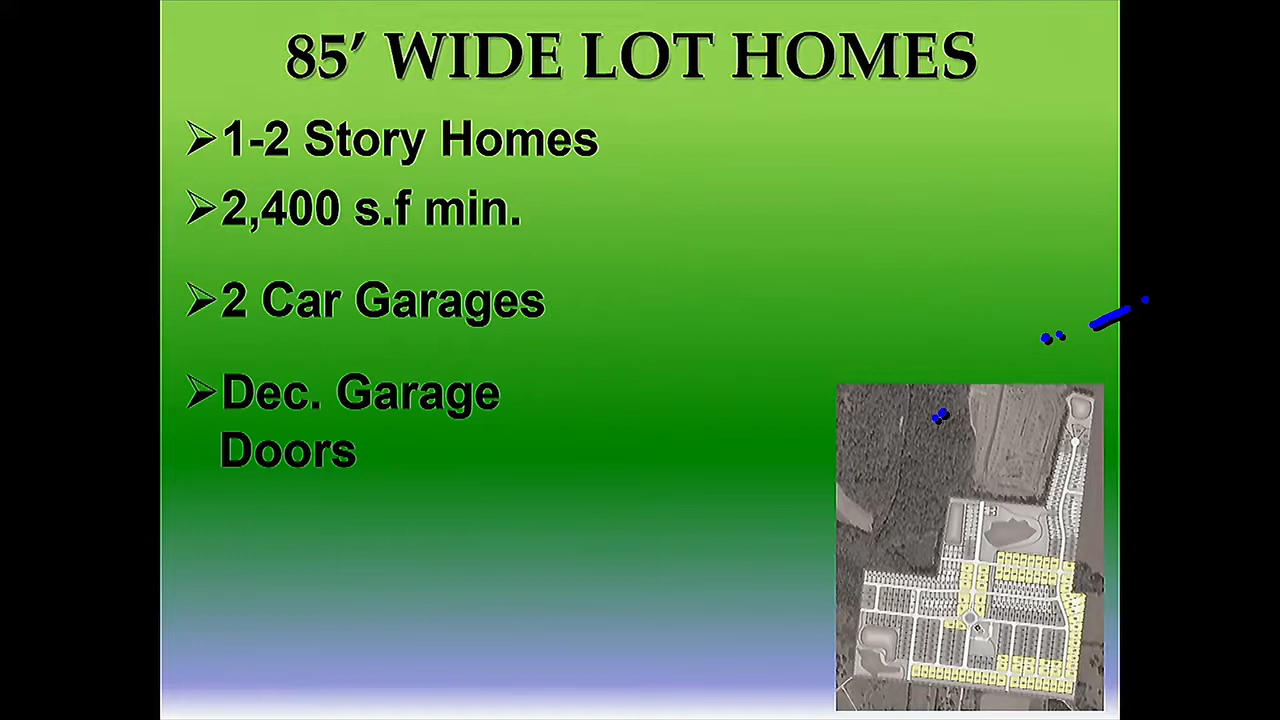 85’ WIDE LOT HOMES
➢1-2 Story Homes
➢2,400 s.f min.
➢2 Car Garages
➢Dec. Garage
Doors